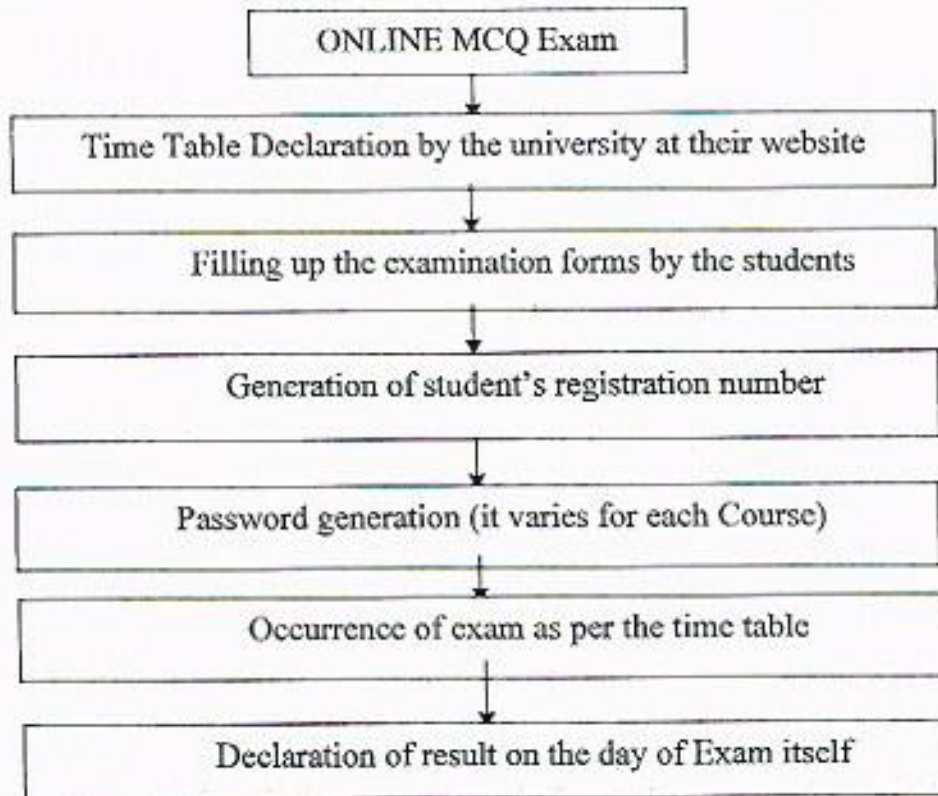 ONLINE MCQ Exam
Time Table Declaration by the university at their website
Filling up the examination forms by the students
Generation of student's registration number
Password generation (it varies for each Course)
Occurrence of exam as per the time table
Declaration of result on the day of Exam itself